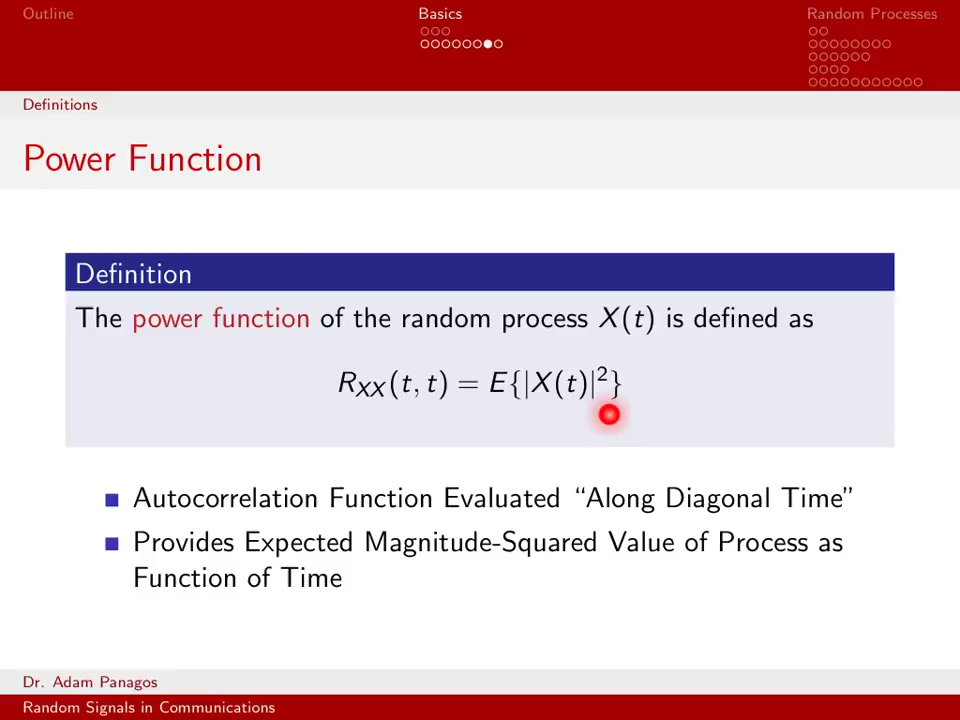 Outline
Basics
Random Processes
Definitions
Power Function
Definition
The power function of the random process X(t) is defined as
R_XX(t, t) = E{|X(t)|²}
Autocorrelation Function Evaluated “Along Diagonal Time”
Provides Expected Magnitude-Squared Value of Process as
Function of Time
Dr. Adam Panagos
Random Signals in Communications